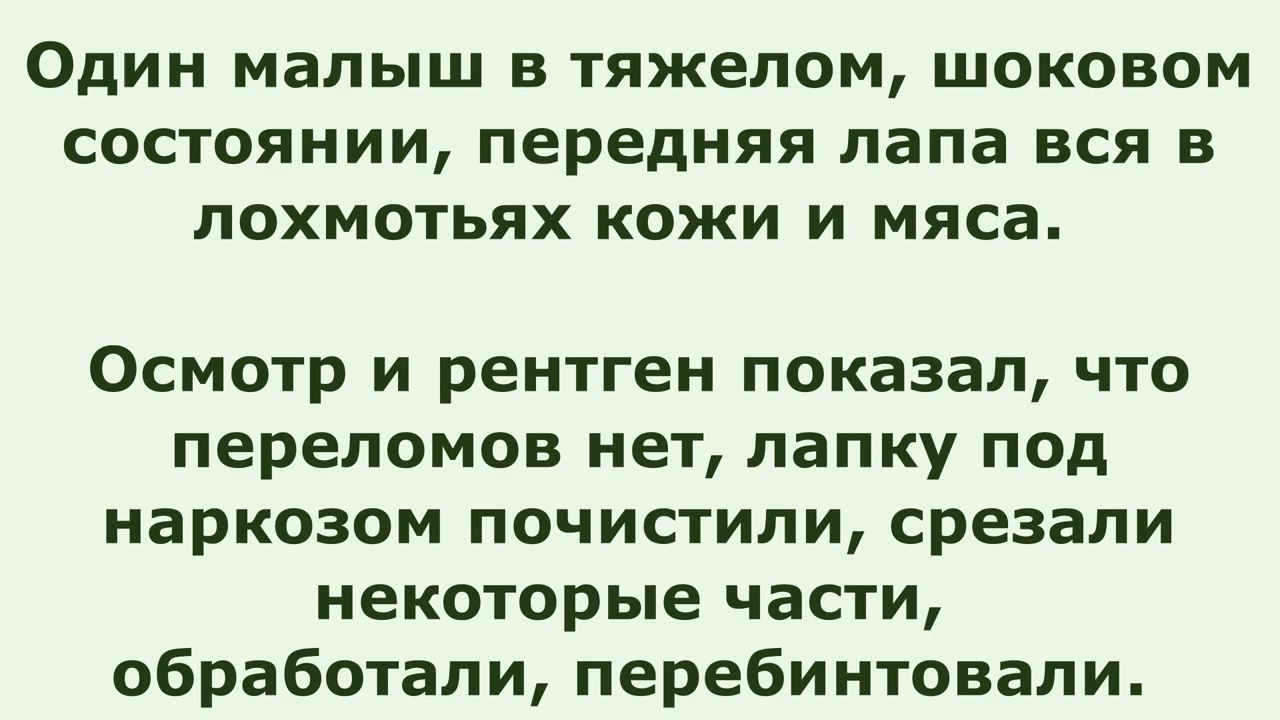 Один малыш в тяжелом, шоковом
состоянии, передняя лапа вся в
лохмотьях кожи и мяса.
Осмотр и рентген показал, что
переломов нет, лапку под
наркозом почистили, срезали
некоторые части,
обработали, перебинтовали.